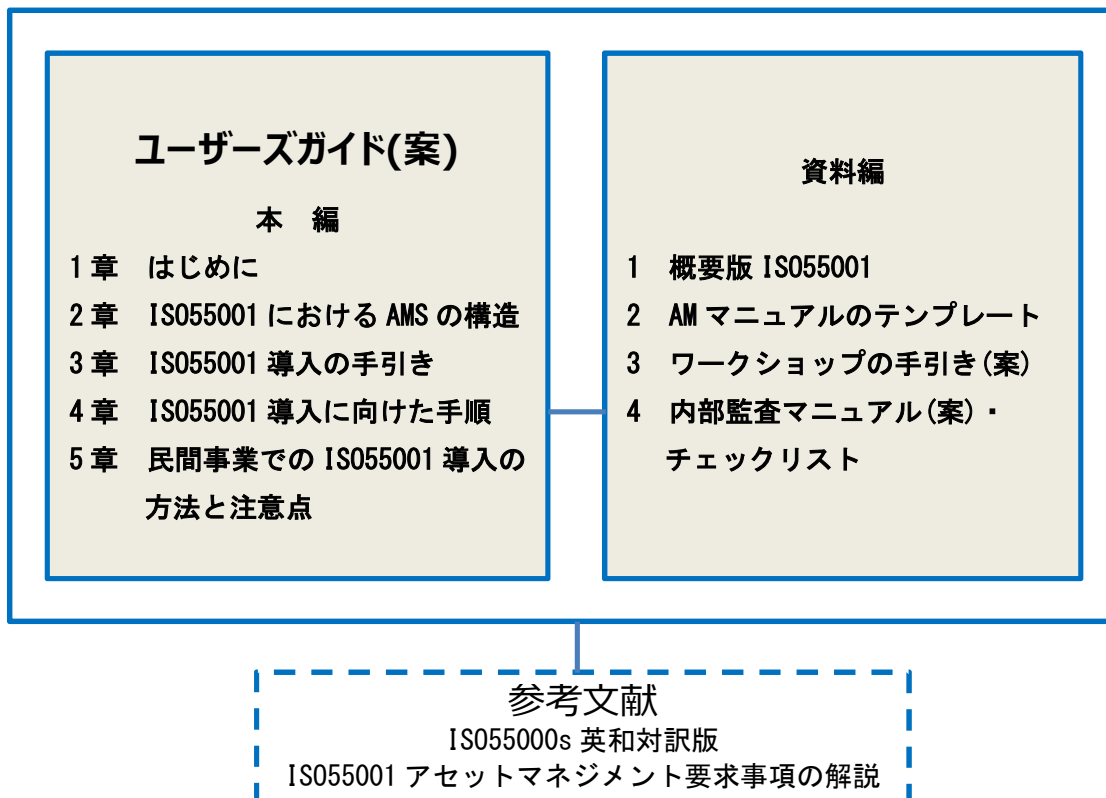 ユーザーズガイド(案)
本　編
1章　はじめに
2章　ISO55001におけるAMSの構造
3章　ISO55001導入の手引き
4章　ISO55001導入に向けた手順
5章　民間事業でのISO55001導入の
方法と注意点
資料編
1　概要版ISO55001
2　AMマニュアルのテンプレート
3　ワークショップの手引き(案)
4　内部監査マニュアル(案)・
チェックリスト
参考文献
ISO55000s英和対訳版
ISO55001アセットマネジメント要求事項の解説